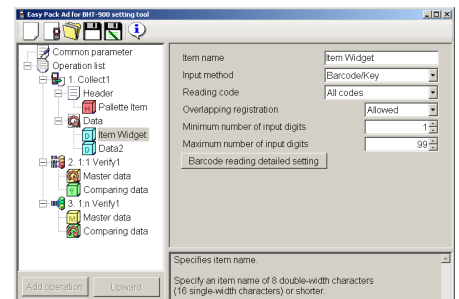 Easy Pack Ad for BHT-900 setting tool
Common parameter
Operation list
1. Collect1
Header
Pallette Item
Data
Item Widget
Data2
2. 1:1 Verify1
Master data
Comparing data
3. 1:n Verify1
Master data
Comparing data
Add operation
Upward
Item name
Item Widget
Input method
Barcode/Key
Reading code
All codes
Overlapping registration
Allowed
Minimum number of input digits
1
Maximum number of input digits
99
Barcode reading detailed setting
Specifies item name.
Specify an item name of 8 double-width characters
(16 single-width characters) or shorter.